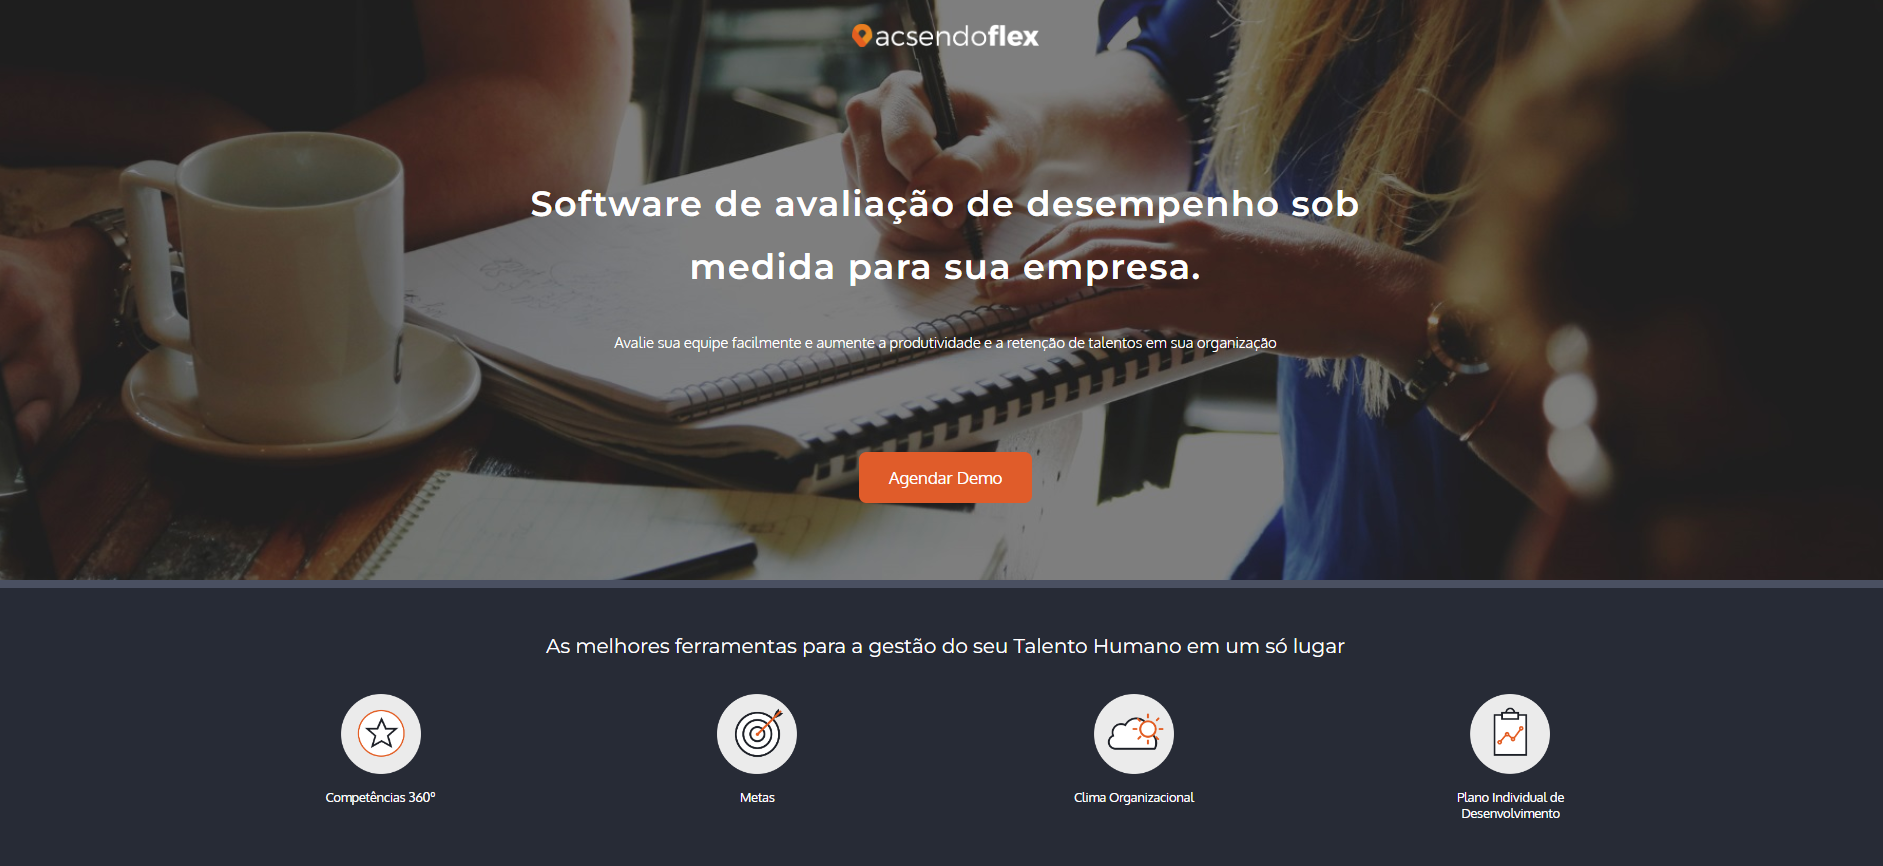 acsendoflex
Software de avaliação de desempenho sob
medida para sua empresa.
Avalie sua equipe facilmente e aumente a produtividade e a retenção de talentos em sua organização
Agendar Demo
As melhores ferramentas para a gestão do seu Talento Humano em um só lugar
Competências 360º
Metas
Clima Organizacional
Plano Individual de
Desenvolvimento